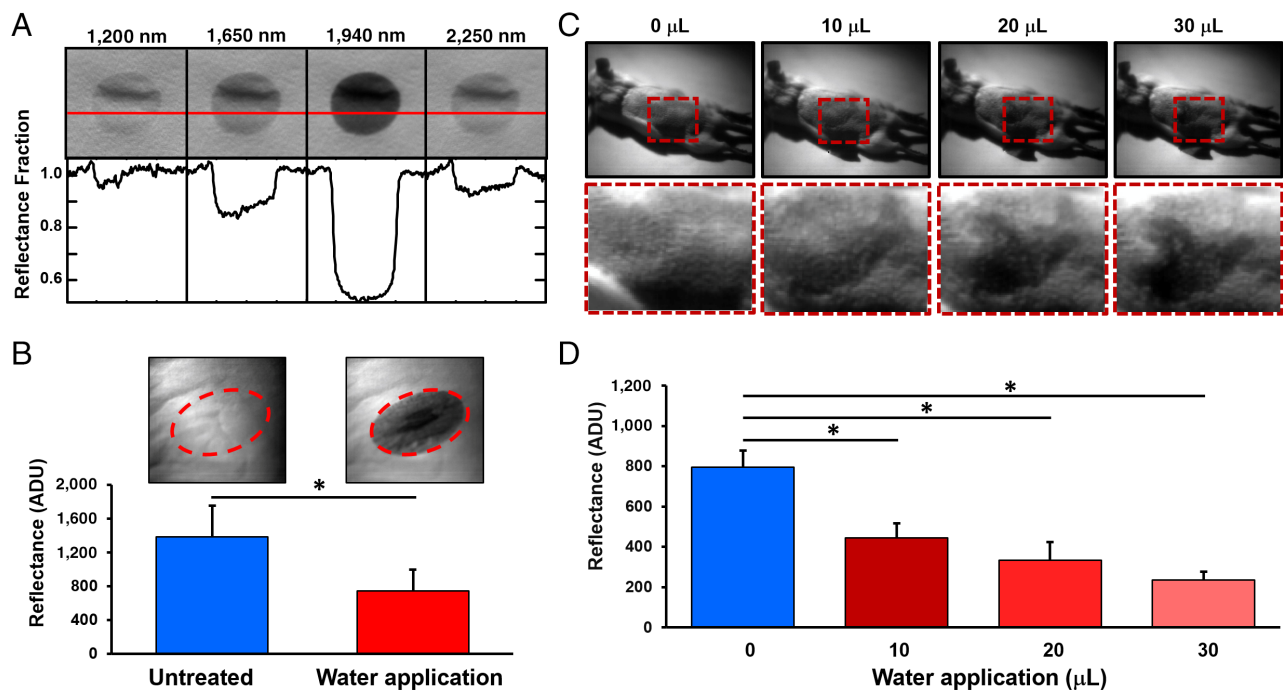 A
1,200 nm 1,650 nm 1,940 nm 2,250 nm
Reflectance Fraction
1.0
0.8
0.6
B
Reflectance (ADU)
2,000
1,600
1,200
800
400
0
*
Untreated Water application
C
0 μL 10 μL 20 μL 30 μL
D
Reflectance (ADU)
1,200
1,000
800
600
400
200
0
*
*
*
0 10 20 30
Water application (μL)